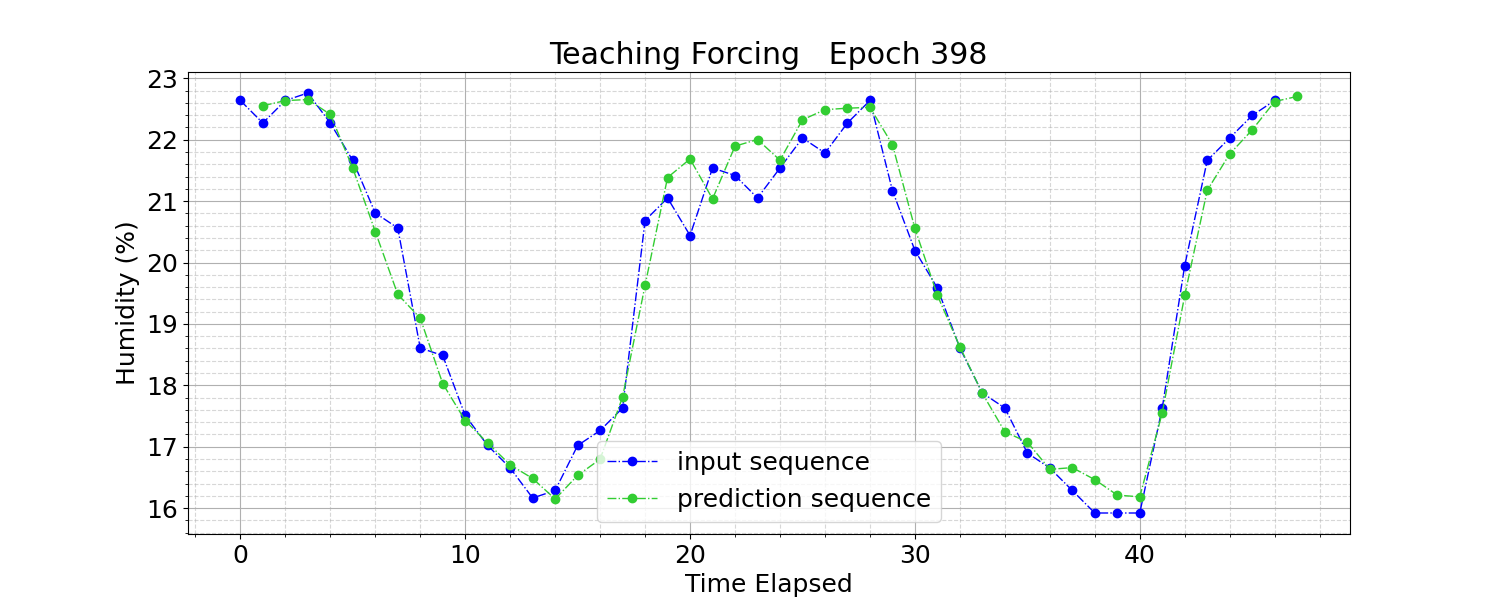 Teaching Forcing   Epoch 398
23
22
21
20
19
18
17
16
Humidity (%)
input sequence
prediction sequence
0 10 20 30 40
Time Elapsed